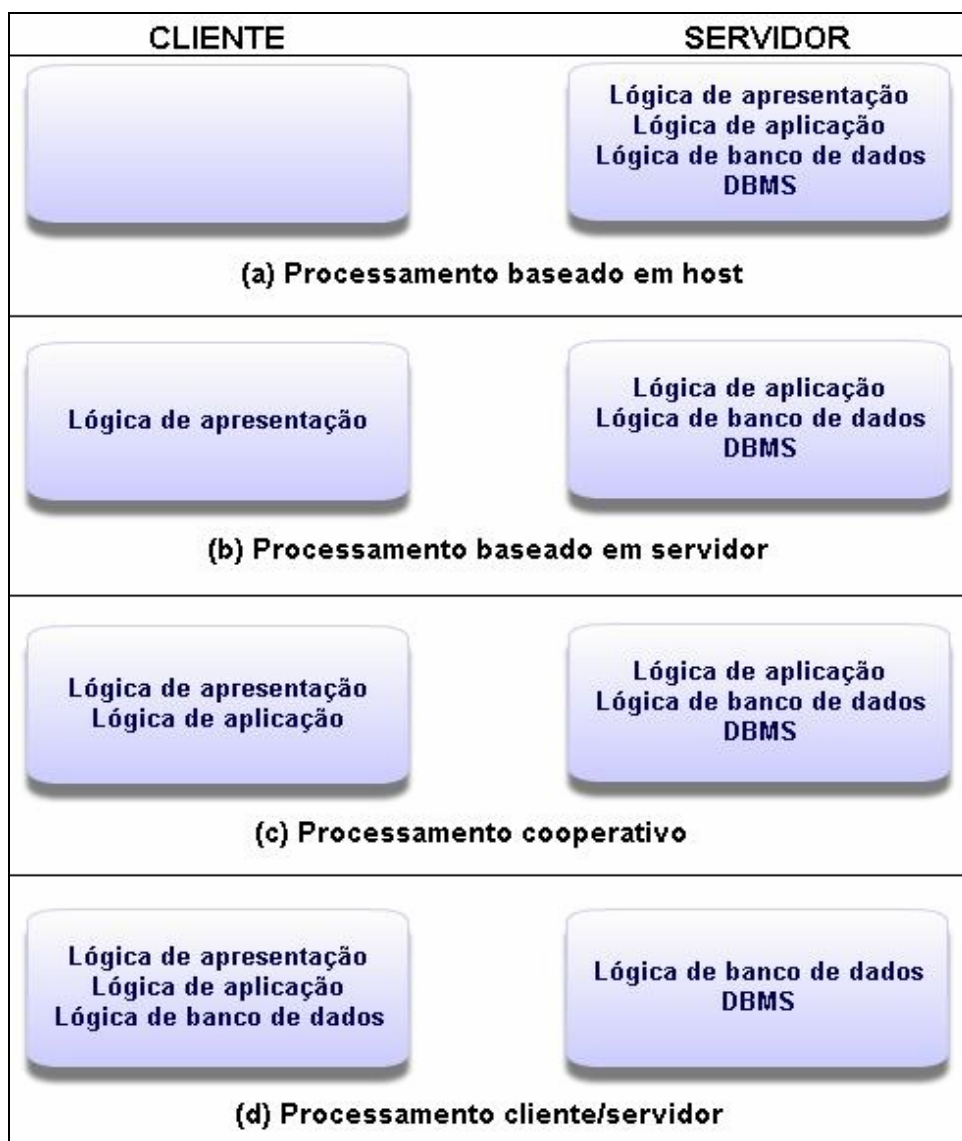 CLIENTE
SERVIDOR
Lógica de apresentação
Lógica de aplicação
Lógica de banco de dados
DBMS
(a) Processamento baseado em host
Lógica de apresentação
Lógica de aplicação
Lógica de banco de dados
DBMS
(b) Processamento baseado em servidor
Lógica de apresentação
Lógica de aplicação
Lógica de aplicação
Lógica de banco de dados
DBMS
(c) Processamento cooperativo
Lógica de apresentação
Lógica de aplicação
Lógica de banco de dados
Lógica de banco de dados
DBMS
(d) Processamento cliente/servidor